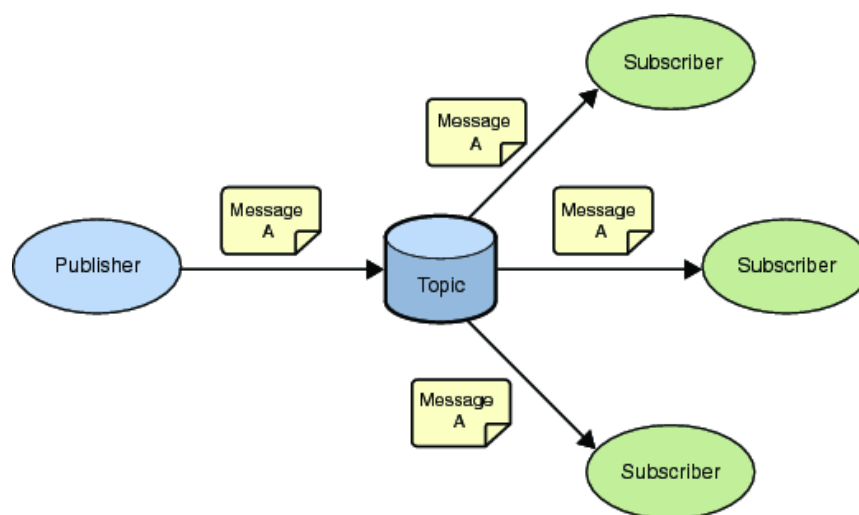 Subscriber
Message
A
Message
A
Message
A
Publisher
Topic
Subscriber
Message
A
Subscriber